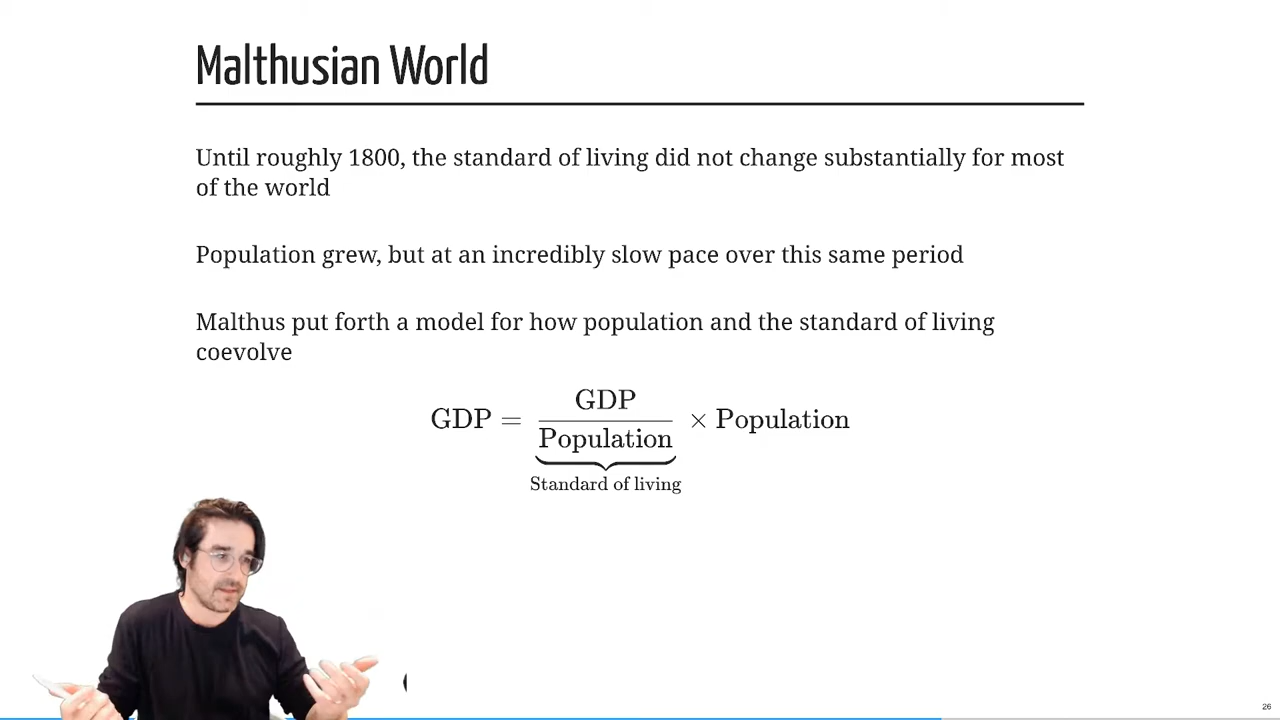 Malthusian World
Until roughly 1800, the standard of living did not change substantially for most
of the world
Population grew, but at an incredibly slow pace over this same period
Malthus put forth a model for how population and the standard of living
coevolve
GDP = GDP / Population × Population
Standard of living
26